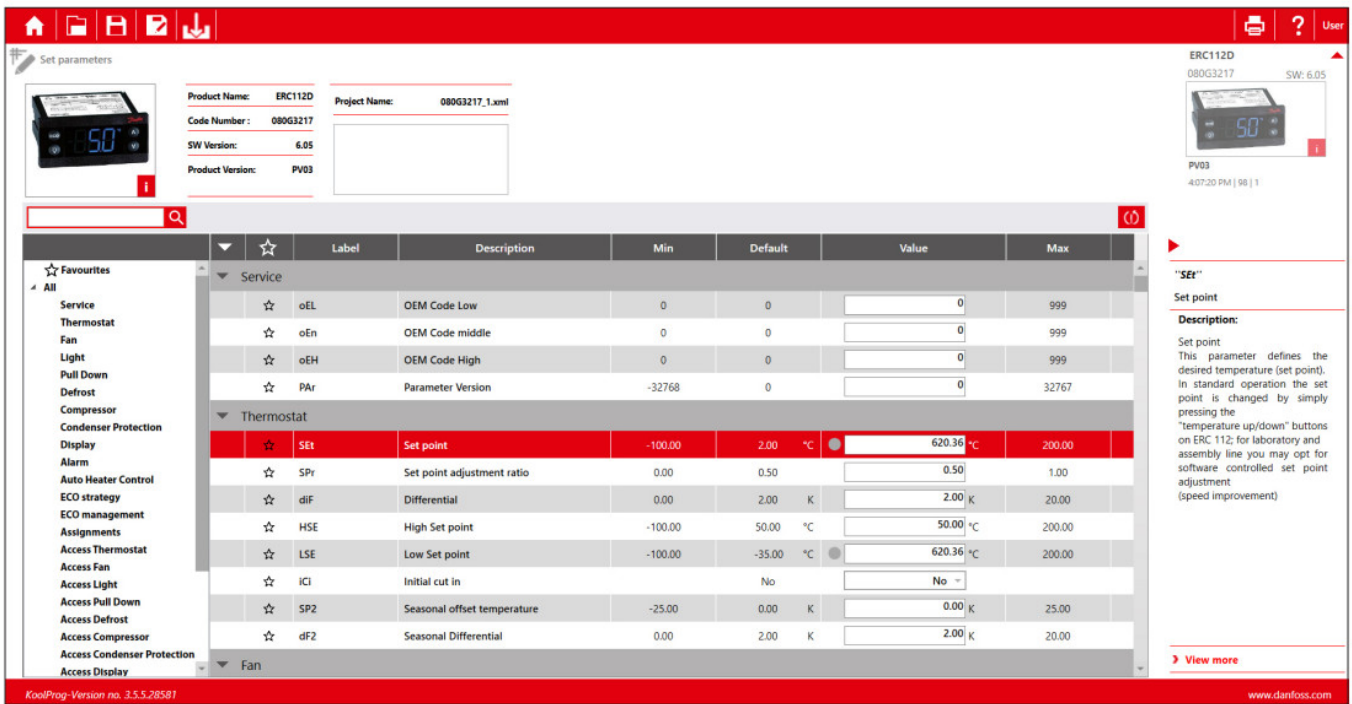 User
Set parameters
Product Name: ERC112D
Code Number : 080G3217
SW Version: 6.05
Product Version: PV03
Project Name: 080G3217_1.xml
ERC112D
080G3217 SW: 6.05
PV03
4:07:20 PM | 98 | 1
Label Description Min Default Value Max
Favourites
All
Service
Thermostat
Fan
Light
Pull Down
Defrost
Compressor
Condenser Protection
Display
Alarm
Auto Heater Control
ECO strategy
ECO management
Assignments
Access Thermostat
Access Fan
Access Light
Access Pull Down
Access Defrost
Access Compressor
Access Condenser Protection
Access Display
Service
oEL OEM Code Low 0 0 0 999
oEn OEM Code middle 0 0 0 999
oEH OEM Code High 0 0 0 999
PAr Parameter Version -32768 0 0 32767
Thermostat
SEt Set point -100.00 2.00 °C 620.36 °C 200.00
SPr Set point adjustment ratio 0.00 0.50 0.50 1.00
diF Differential 0.00 2.00 K 2.00 K 20.00
HSE High Set point -100.00 50.00 °C 50.00 °C 200.00
LSE Low Set point -100.00 -35.00 °C 620.36 °C 200.00
iCi Initial cut in No No
SP2 Seasonal offset temperature -25.00 0.00 K 0.00 K 25.00
dF2 Seasonal Differential 0.00 2.00 K 2.00 K 20.00
Fan
"SEt"
Set point
Description:
Set point
This parameter defines the
desired temperature (set point).
In standard operation the set
point is changed by simply
pressing the
"temperature up/down" buttons
on ERC 112; for laboratory and
assembly line you may opt for
software controlled set point
adjustment
(speed improvement)
View more
KoolProg-Version no. 3.5.5.28581
www.danfoss.com